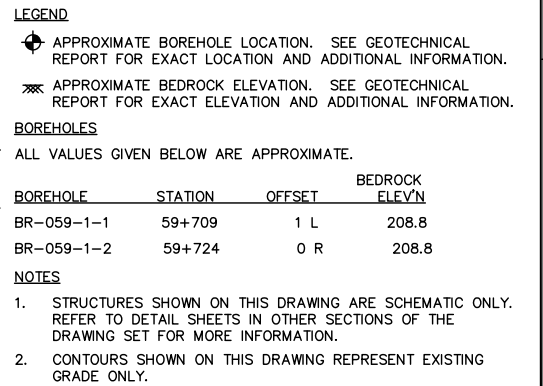 LEGEND
APPROXIMATE BOREHOLE LOCATION. SEE GEOTECHNICAL
REPORT FOR EXACT LOCATION AND ADDITIONAL INFORMATION.
APPROXIMATE BEDROCK ELEVATION. SEE GEOTECHNICAL
REPORT FOR EXACT ELEVATION AND ADDITIONAL INFORMATION.
BOREHOLES
ALL VALUES GIVEN BELOW ARE APPROXIMATE.
BEDROCK
BOREHOLE STATION OFFSET ELEV'N
BR-059-1-1 59+709 1 L 208.8
BR-059-1-2 59+724 0 R 208.8
NOTES
1. STRUCTURES SHOWN ON THIS DRAWING ARE SCHEMATIC ONLY.
REFER TO DETAIL SHEETS IN OTHER SECTIONS OF THE
DRAWING SET FOR MORE INFORMATION.
2. CONTOURS SHOWN ON THIS DRAWING REPRESENT EXISTING
GRADE ONLY.